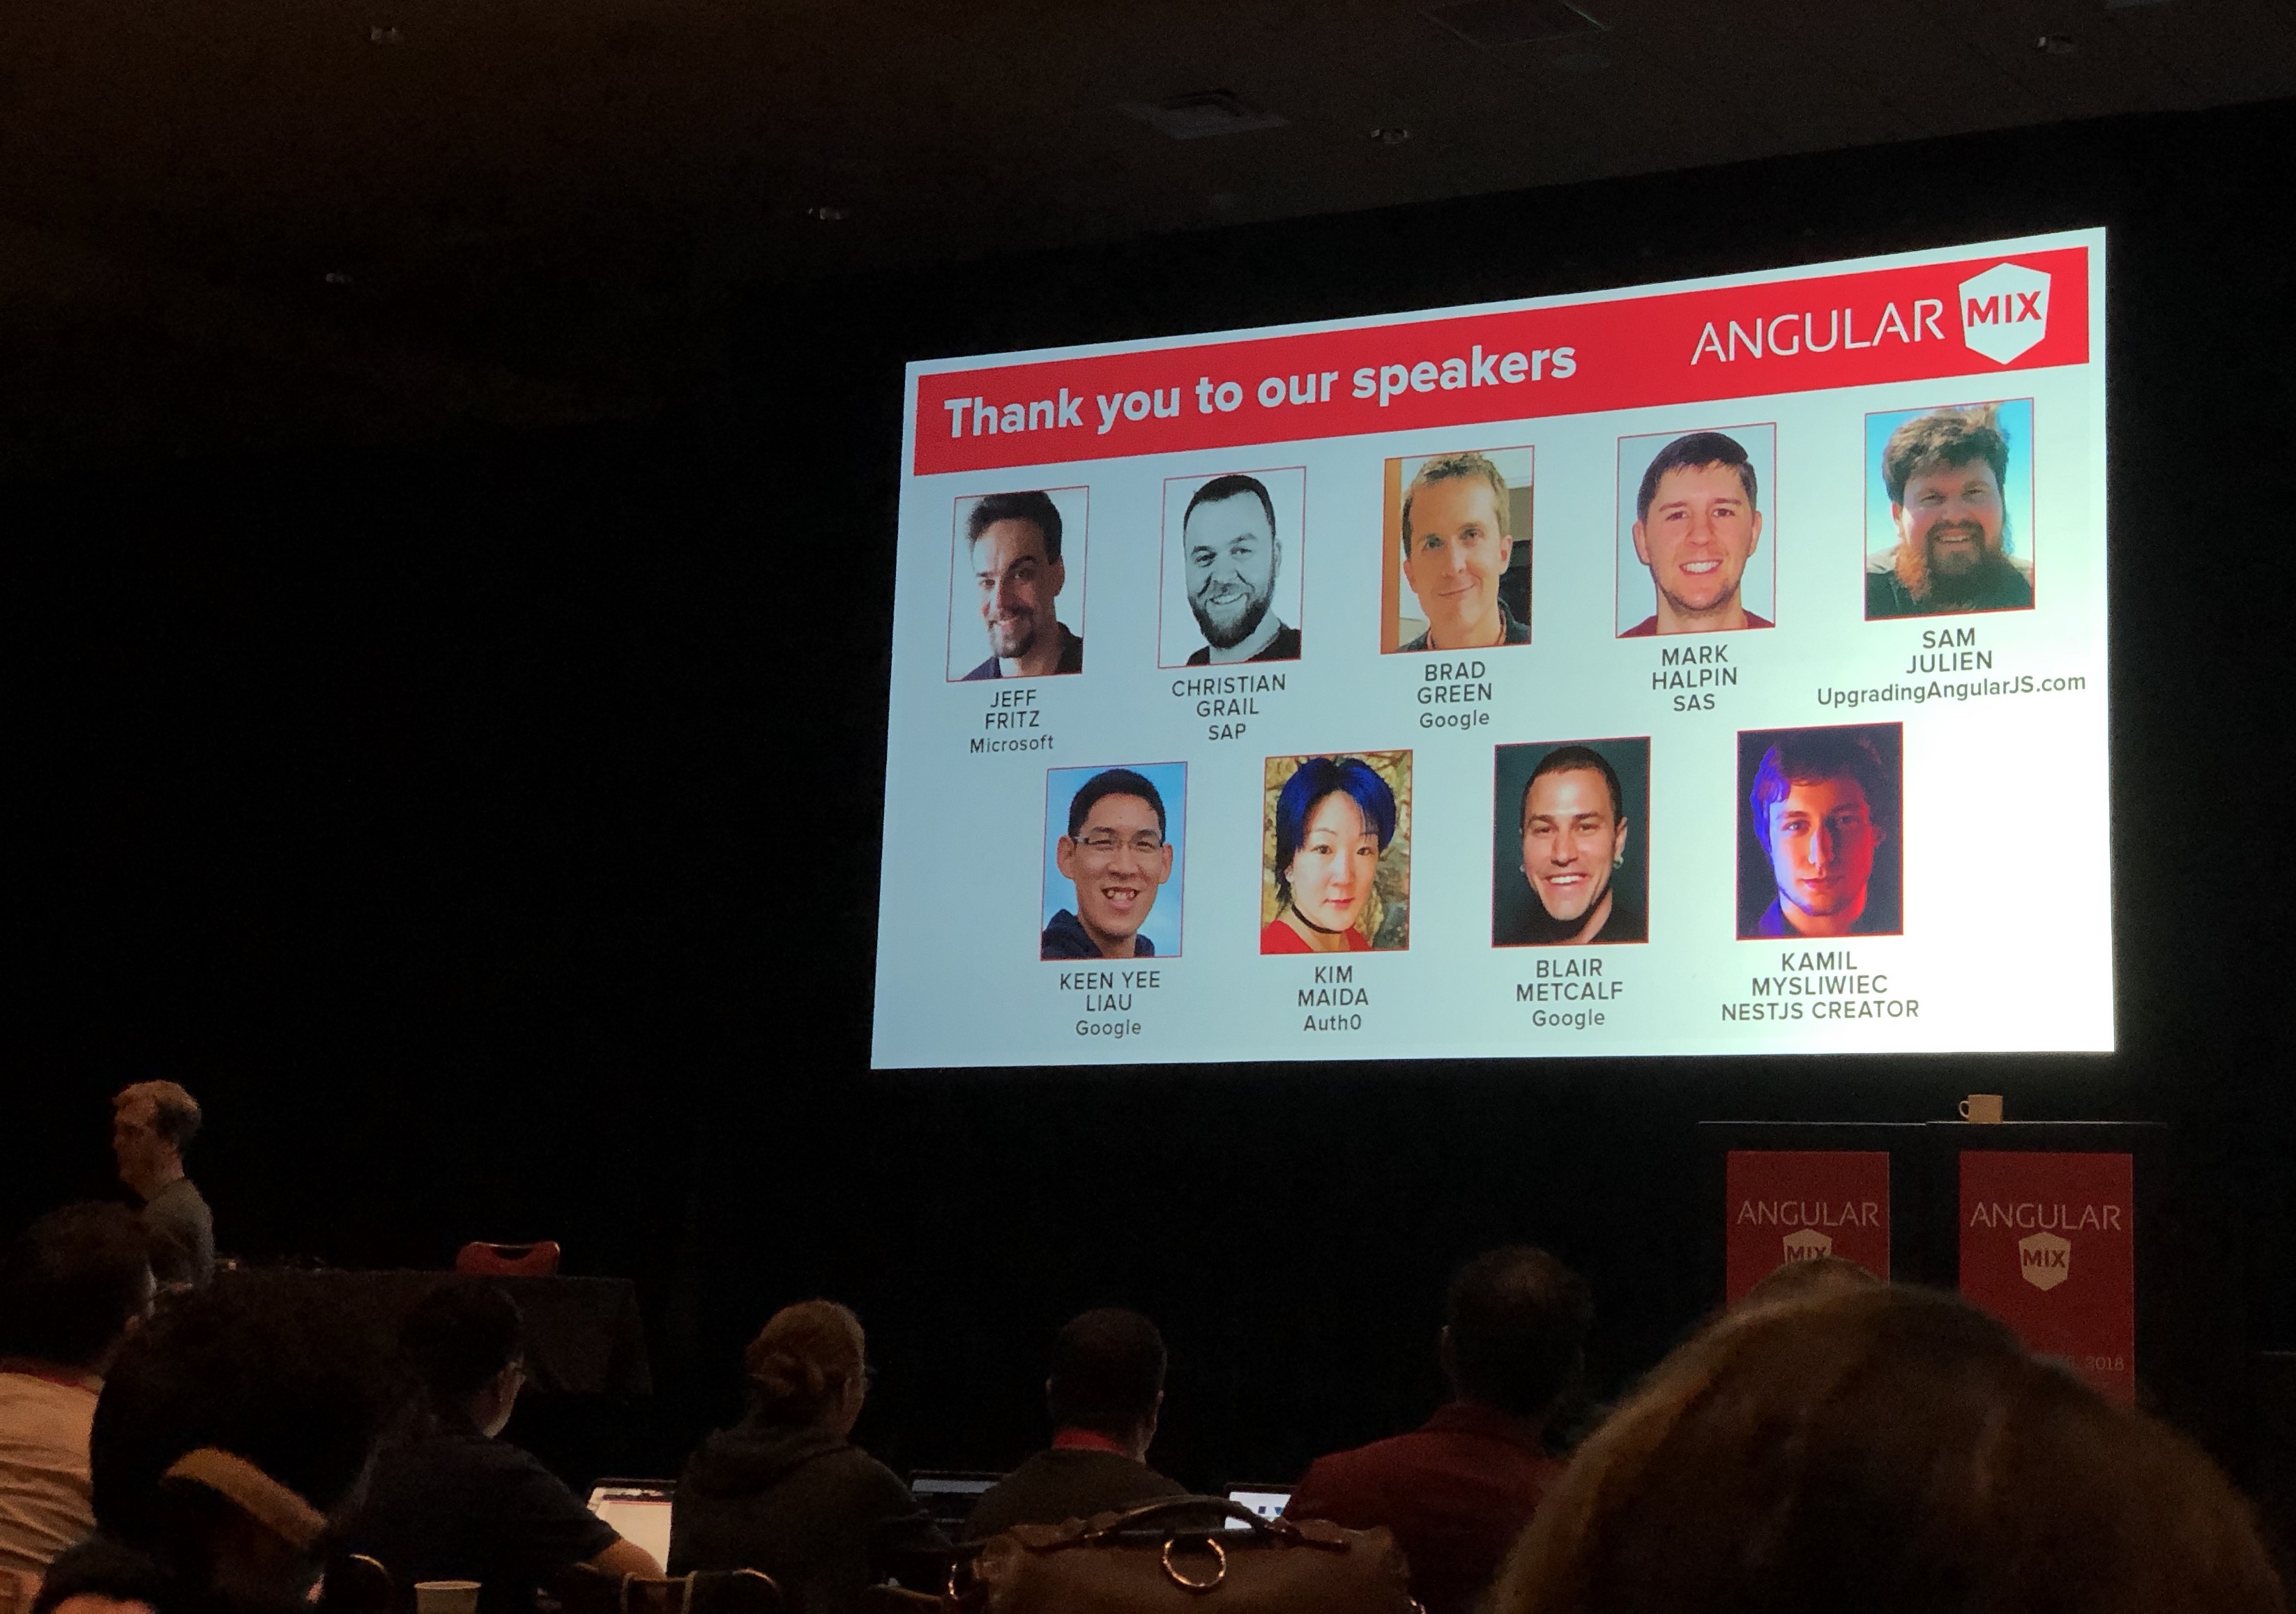 Thank you to our speakers
ANGULAR MIX
JEFF
FRITZ
Microsoft
CHRISTIAN
GRAIL
SAP
BRAD
GREEN
Google
MARK
HALPIN
SAS
SAM
JULIEN
UpgradingAngularJS.com
KEEN YEE
LIAU
Google
KIM
MAIDA
Auth0
BLAIR
METCALF
Google
KAMIL
MYSLIWIEC
NESTJS CREATOR
ANGULAR
MIX
ANGULAR
MIX
2018